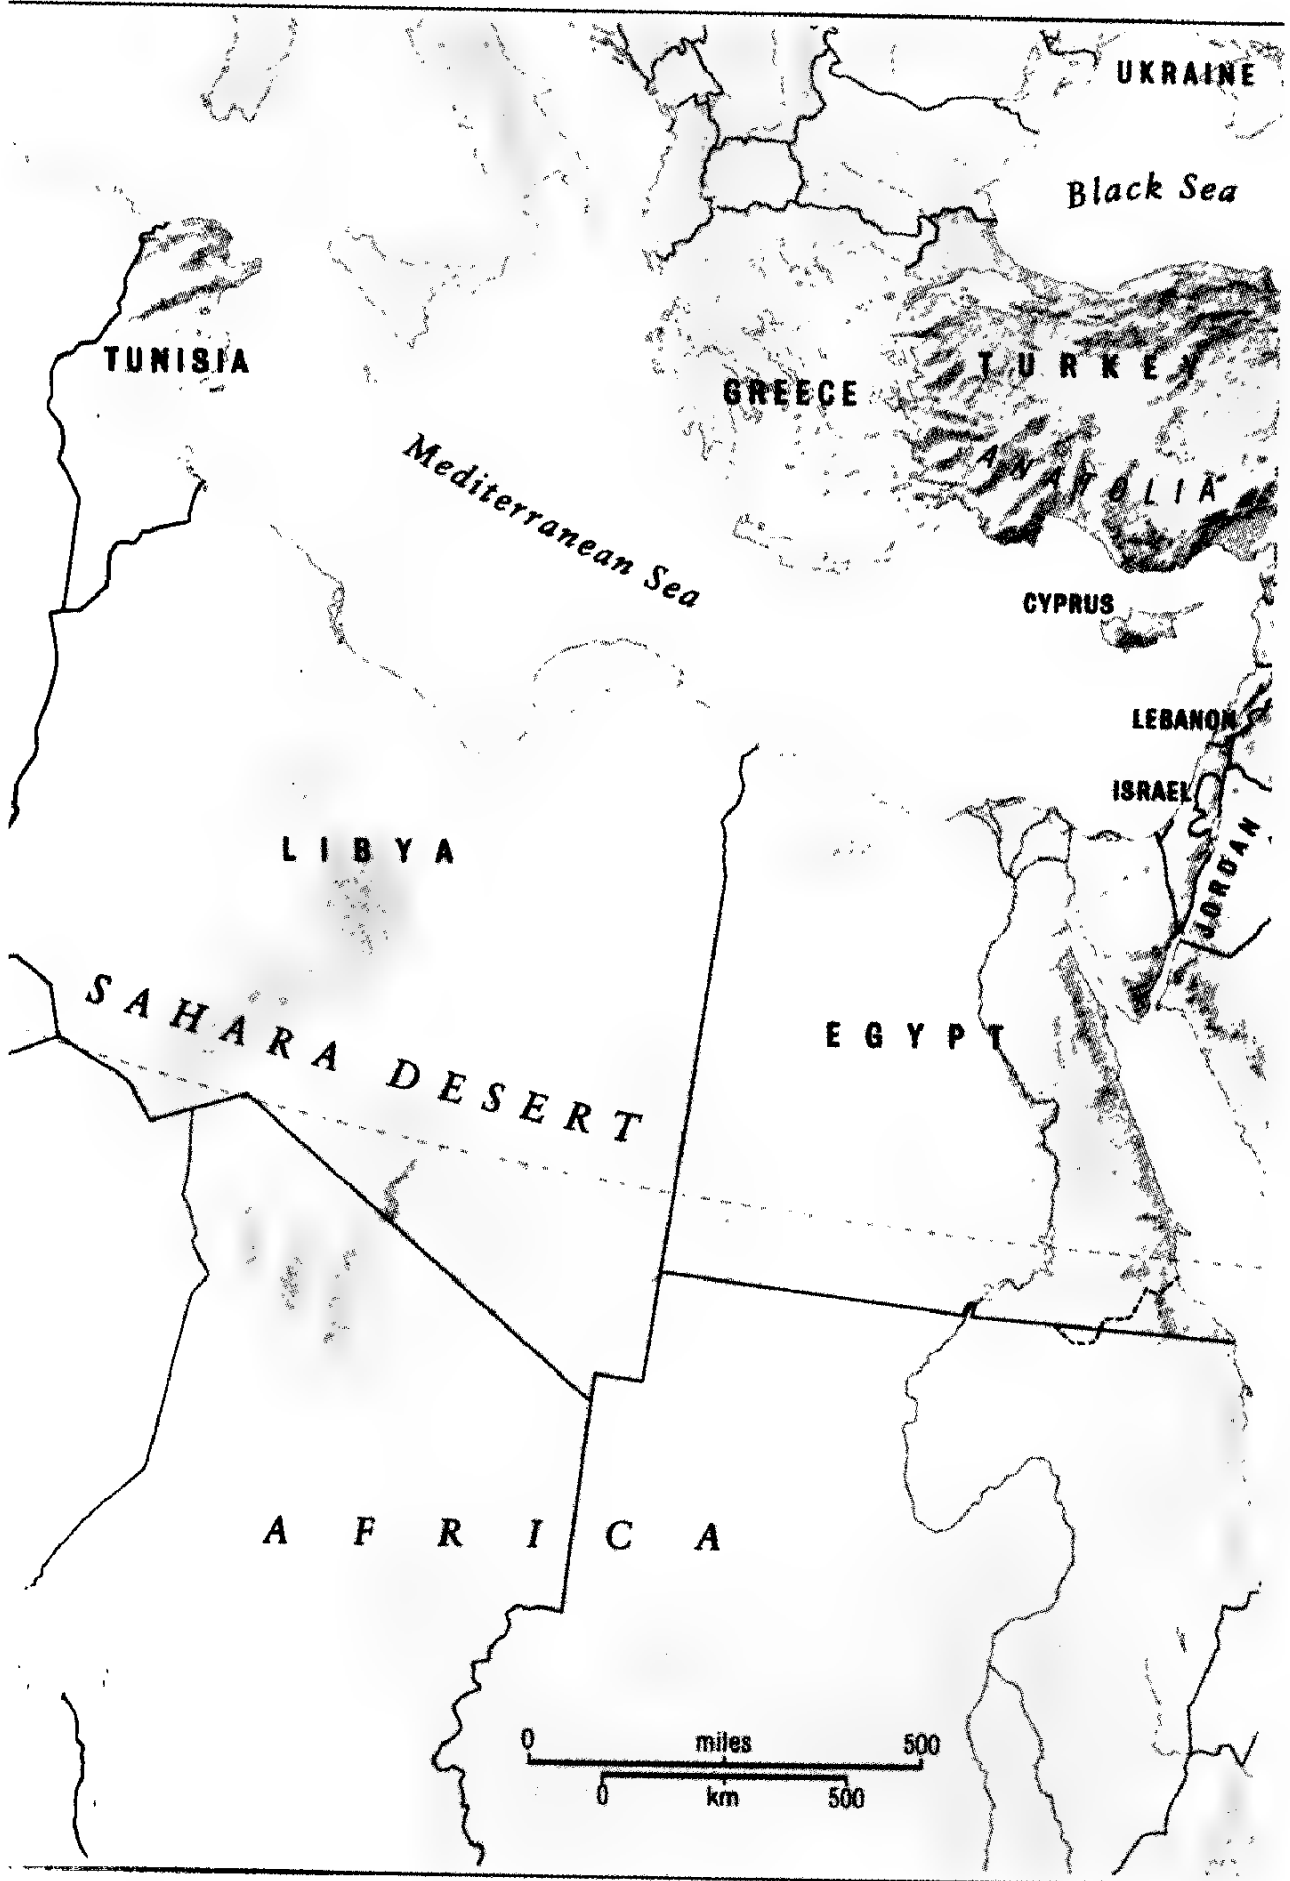 UKRAINE
Black Sea
TUNISIA
TURKEY
GREECE
ANATOLIA
Mediterranean Sea
CYPRUS
LEBANON
ISRAEL
JORDAN
LIBYA
SAHARA DESERT
EGYPT
AFRICA
0 miles 500
0 km 500